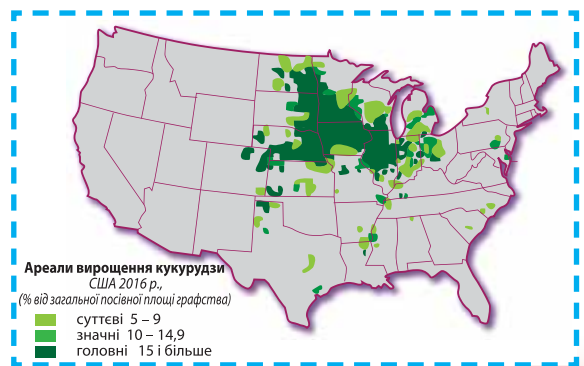 Ареали вирощення кукурудзи
США 2016 р.,
(% від загальної посівної площі графства)
суттєві 5 – 9
значні 10 – 14,9
головні 15 і більше